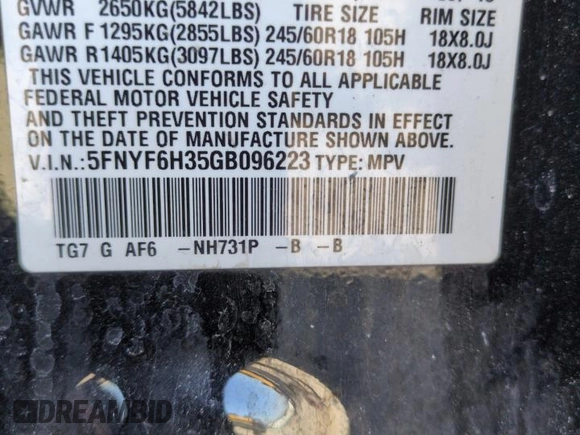 GVWR 2650KG(5842LBS) TIRE SIZE RIM SIZE
GAWR F 1295KG(2855LBS) 245/60R18 105H 18X8.0J
GAWR R 1405KG(3097LBS) 245/60R18 105H 18X8.0J
THIS VEHICLE CONFORMS TO ALL APPLICABLE
FEDERAL MOTOR VEHICLE SAFETY
AND THEFT PREVENTION STANDARDS IN EFFECT
ON THE DATE OF MANUFACTURE SHOWN ABOVE.
V.I.N.:5FNYF6H35GB096223 TYPE: MPV
TG7 G AF6 -NH731P -B -B
DREAMBID